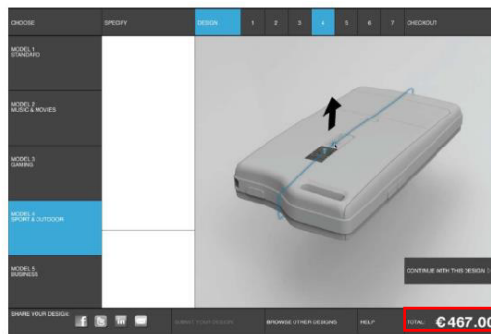 CHOOSE
SPECIFY
DESIGN
1
2
3
4
5
6
7
CHECKOUT
MODEL 1
STANDARD
MODEL 2
MUSIC & MOVIES
MODEL 3
GAMING
MODEL 4
SPORT & OUTDOOR
MODEL 5
BUSINESS
CONTINUE WITH THIS DESIGN
SHARE YOUR DESIGN:
BROWSE OTHER DESIGNS
HELP
TOTAL: €467.00